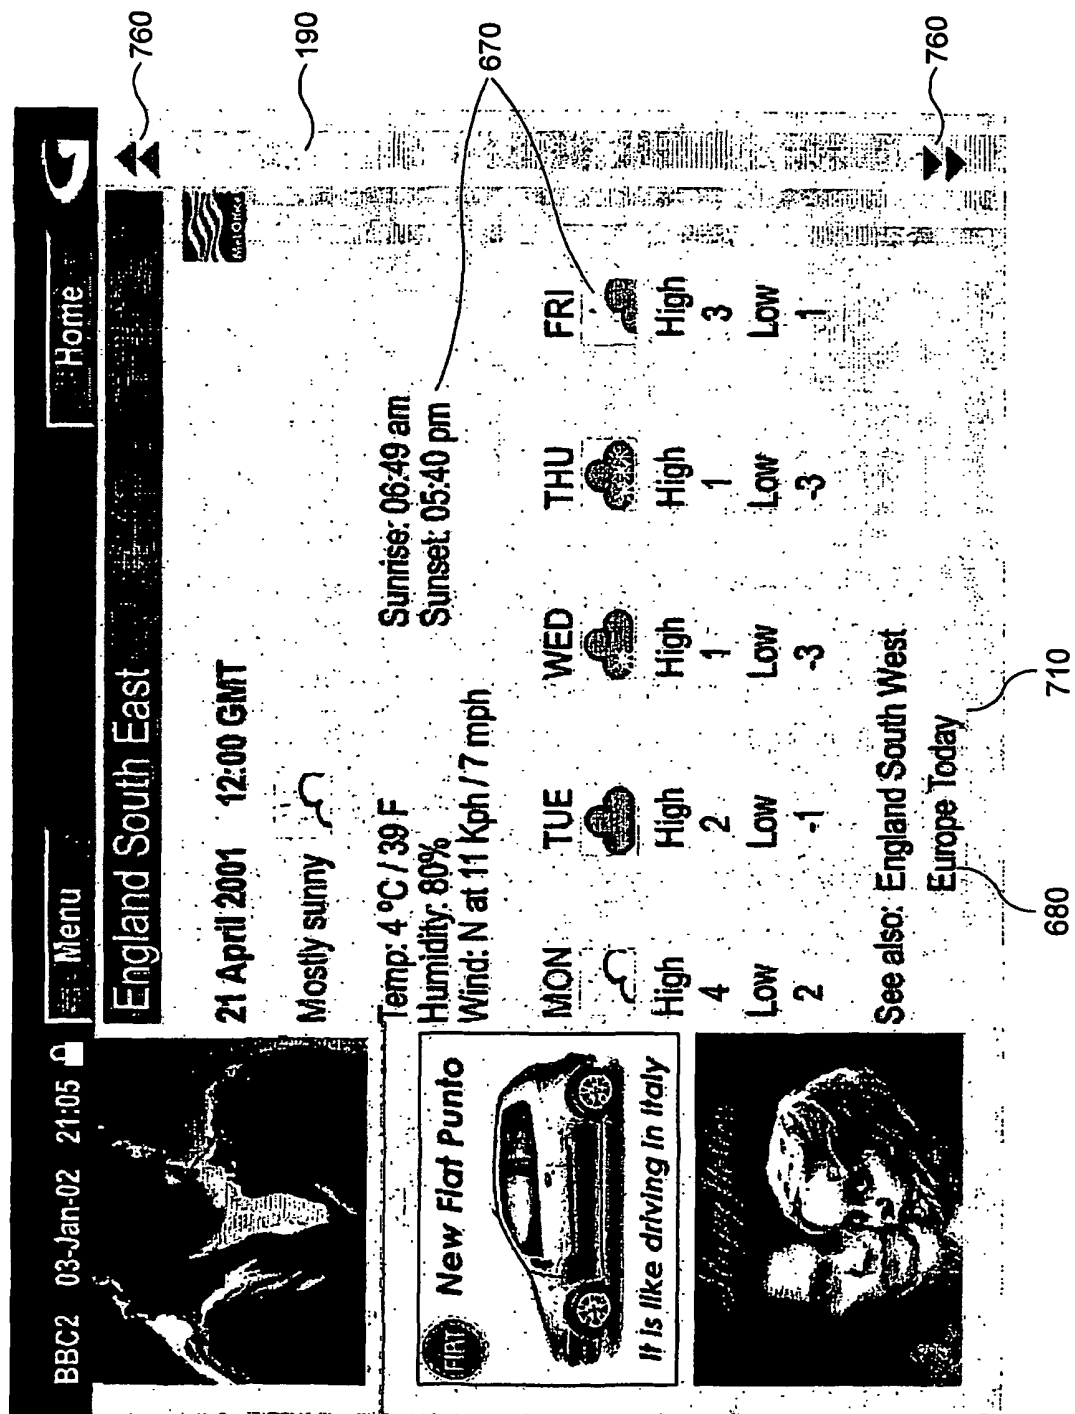 BBC2 03-Jan-02 21:05
Menu
Home
England South East
21 April 2001 12:00 GMT
Mostly sunny
Temp: 4 ºC / 39 F
Humidity: 80%
Wind: N at 11 Kph / 7 mph
Sunrise: 06:49 am
Sunset: 05:40 pm
MON TUE WED THU FRI
High High High High High
4 2 1 1 3
Low Low Low Low Low
2 -1 -3 -3 1
See also: England South West
Europe Today
FIAT
New Fiat Punto
It is like driving in Italy
760
190
670
760
710
680